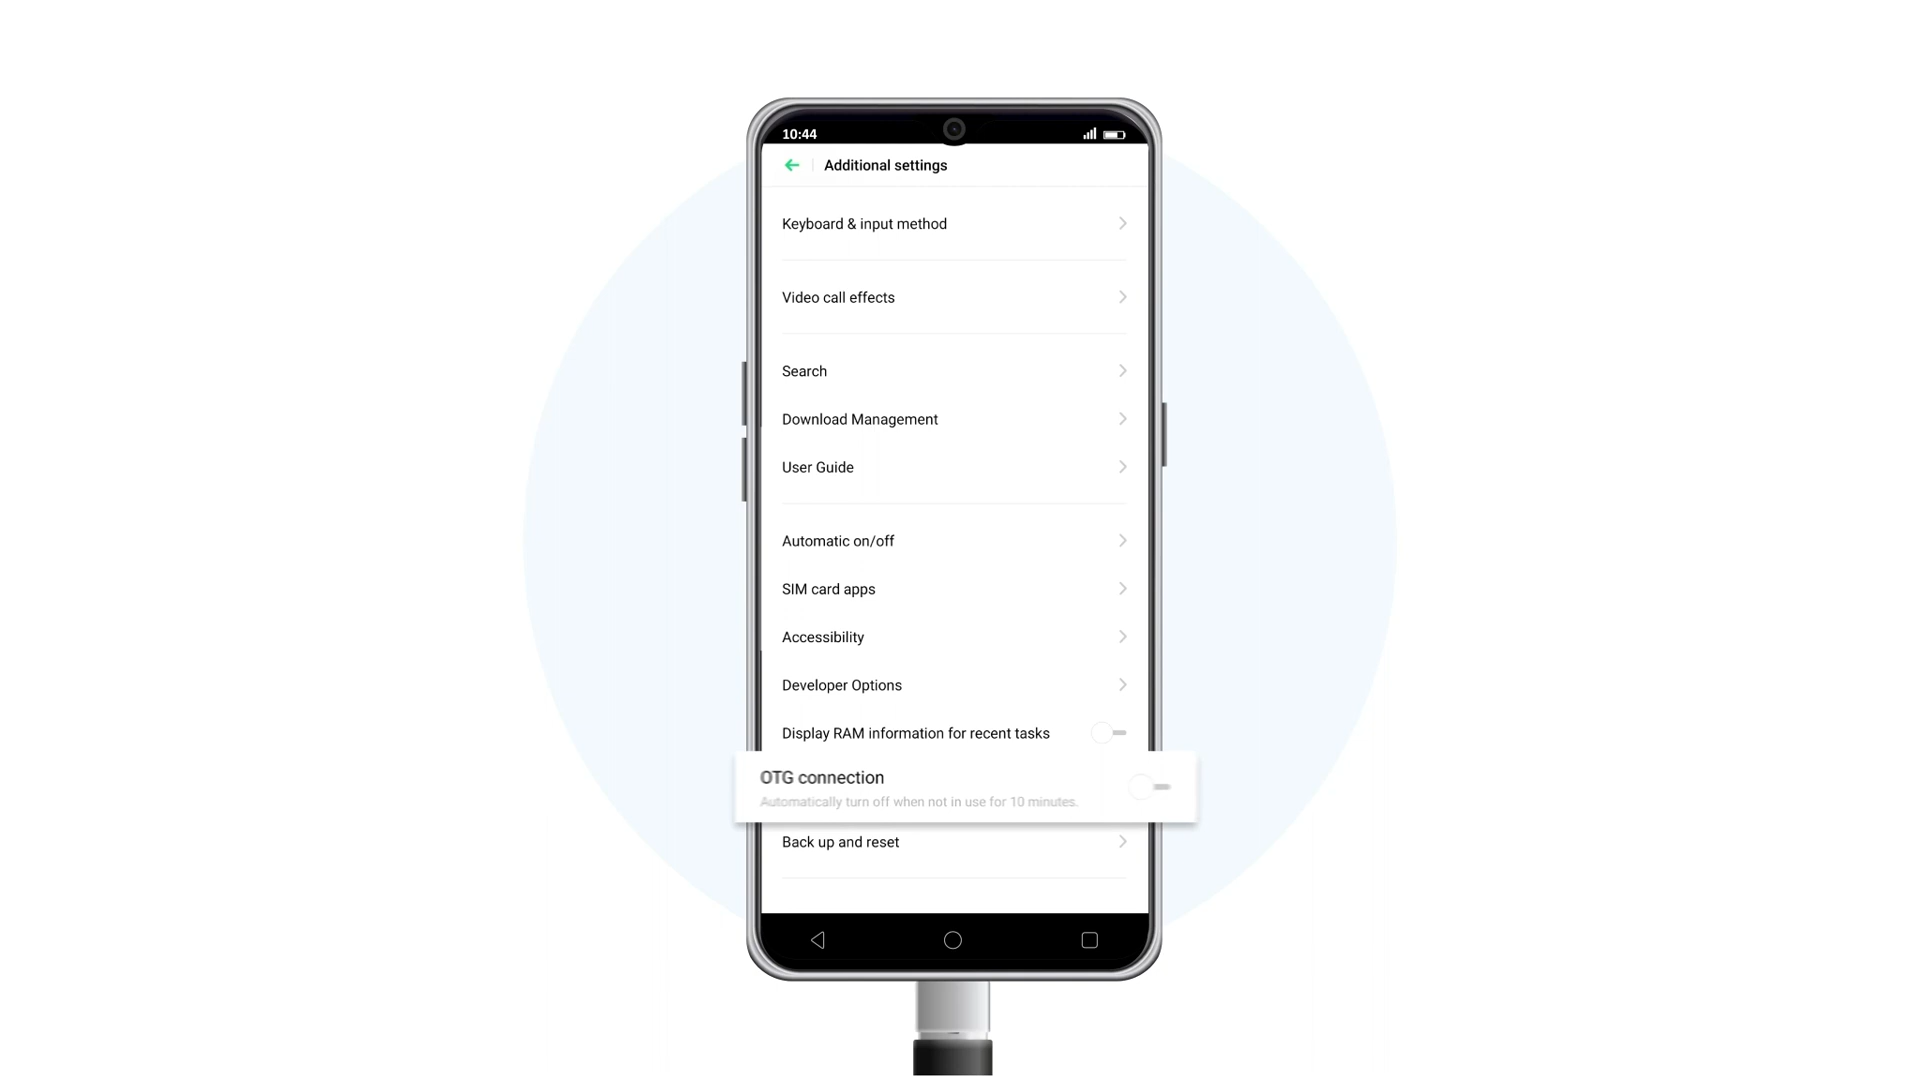 10:44
Additional settings
Keyboard & input method
Video call effects
Search
Download Management
User Guide
Automatic on/off
SIM card apps
Accessibility
Developer Options
Display RAM information for recent tasks
OTG connection
Automatically turn off when not in use for 10 minutes.
Back up and reset